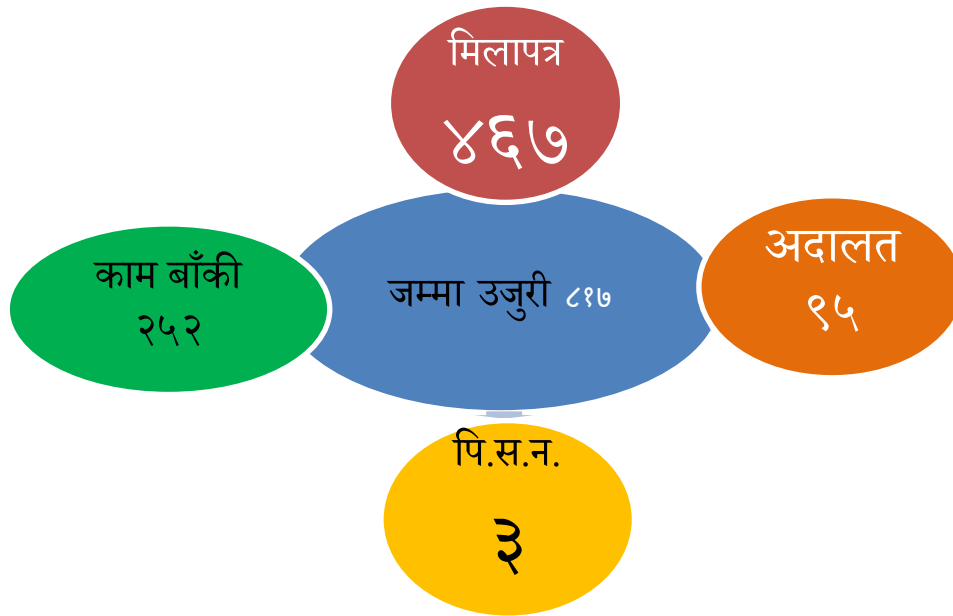 मिलापत्र
४६७
काम बाँकी
२५२
जम्मा उजुरी ८१७
अदालत
९५
पि.स.न.
३